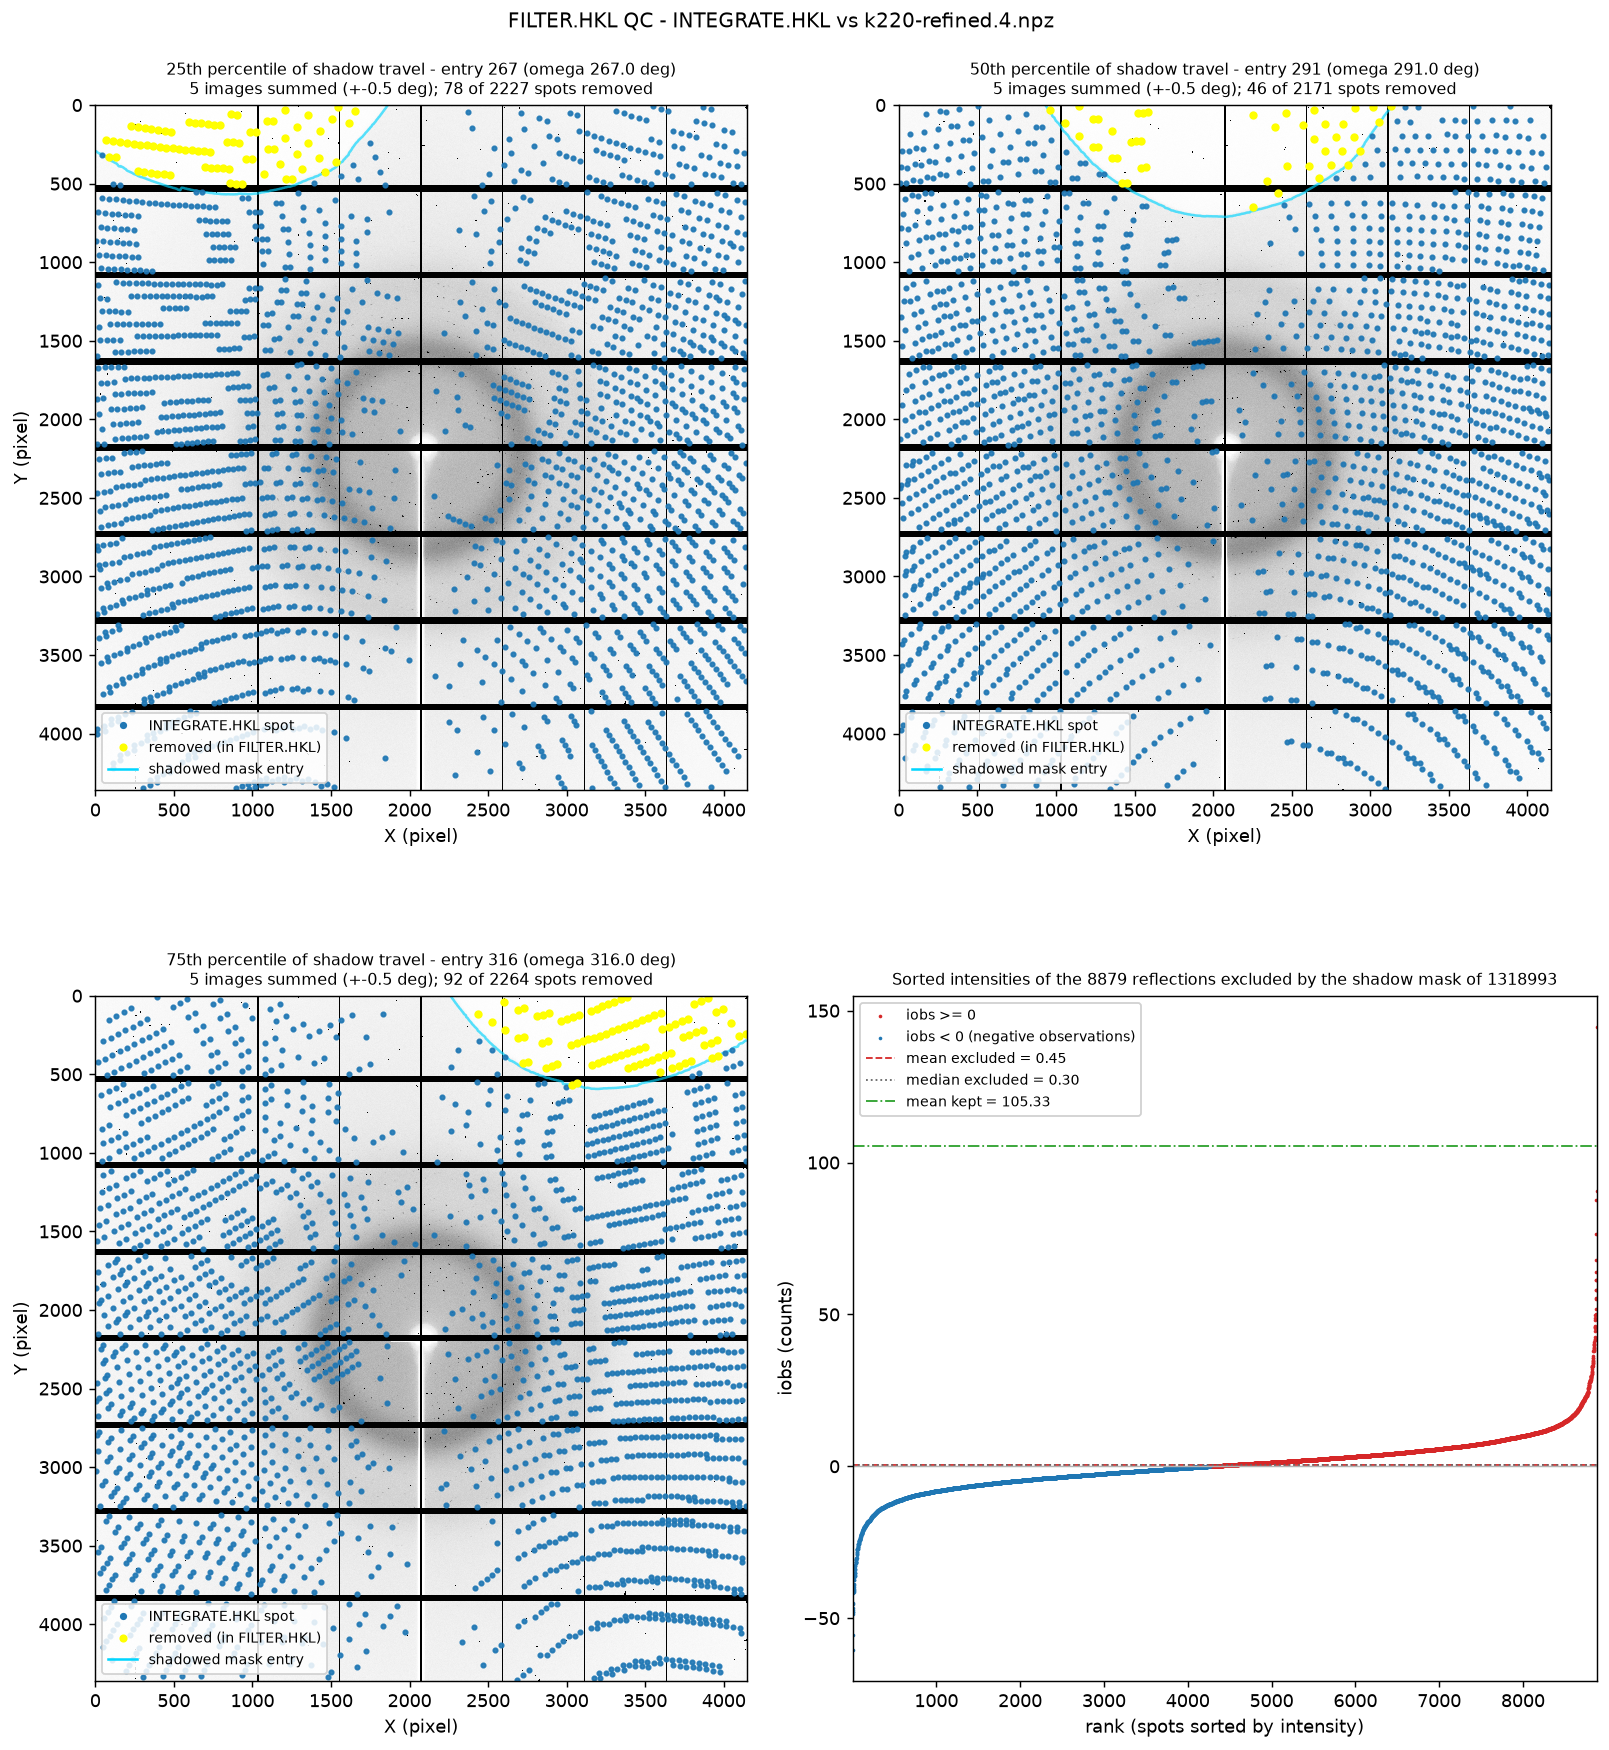 FILTER.HKL QC - INTEGRATE.HKL vs k220-refined.4.npz
25th percentile of shadow travel - entry 267 (omega 267.0 deg)
5 images summed (+-0.5 deg); 78 of 2227 spots removed
0
500
1000
1500
2000
2500
3000
3500
4000
Y (pixel)
INTEGRATE.HKL spot
removed (in FILTER.HKL)
shadowed mask entry
0 500 1000 1500 2000 2500 3000 3500 4000
X (pixel)
50th percentile of shadow travel - entry 291 (omega 291.0 deg)
5 images summed (+-0.5 deg); 46 of 2171 spots removed
0
500
1000
1500
2000
2500
3000
3500
4000
INTEGRATE.HKL spot
removed (in FILTER.HKL)
shadowed mask entry
0 500 1000 1500 2000 2500 3000 3500 4000
X (pixel)
75th percentile of shadow travel - entry 316 (omega 316.0 deg)
5 images summed (+-0.5 deg); 92 of 2264 spots removed
0
500
1000
1500
2000
2500
3000
3500
4000
Y (pixel)
INTEGRATE.HKL spot
removed (in FILTER.HKL)
shadowed mask entry
0 500 1000 1500 2000 2500 3000 3500 4000
X (pixel)
Sorted intensities of the 8879 reflections excluded by the shadow mask of 1318993
150
100
50
0
−50
iobs (counts)
iobs >= 0
iobs < 0 (negative observations)
mean excluded = 0.45
median excluded = 0.30
mean kept = 105.33
1000 2000 3000 4000 5000 6000 7000 8000
rank (spots sorted by intensity)